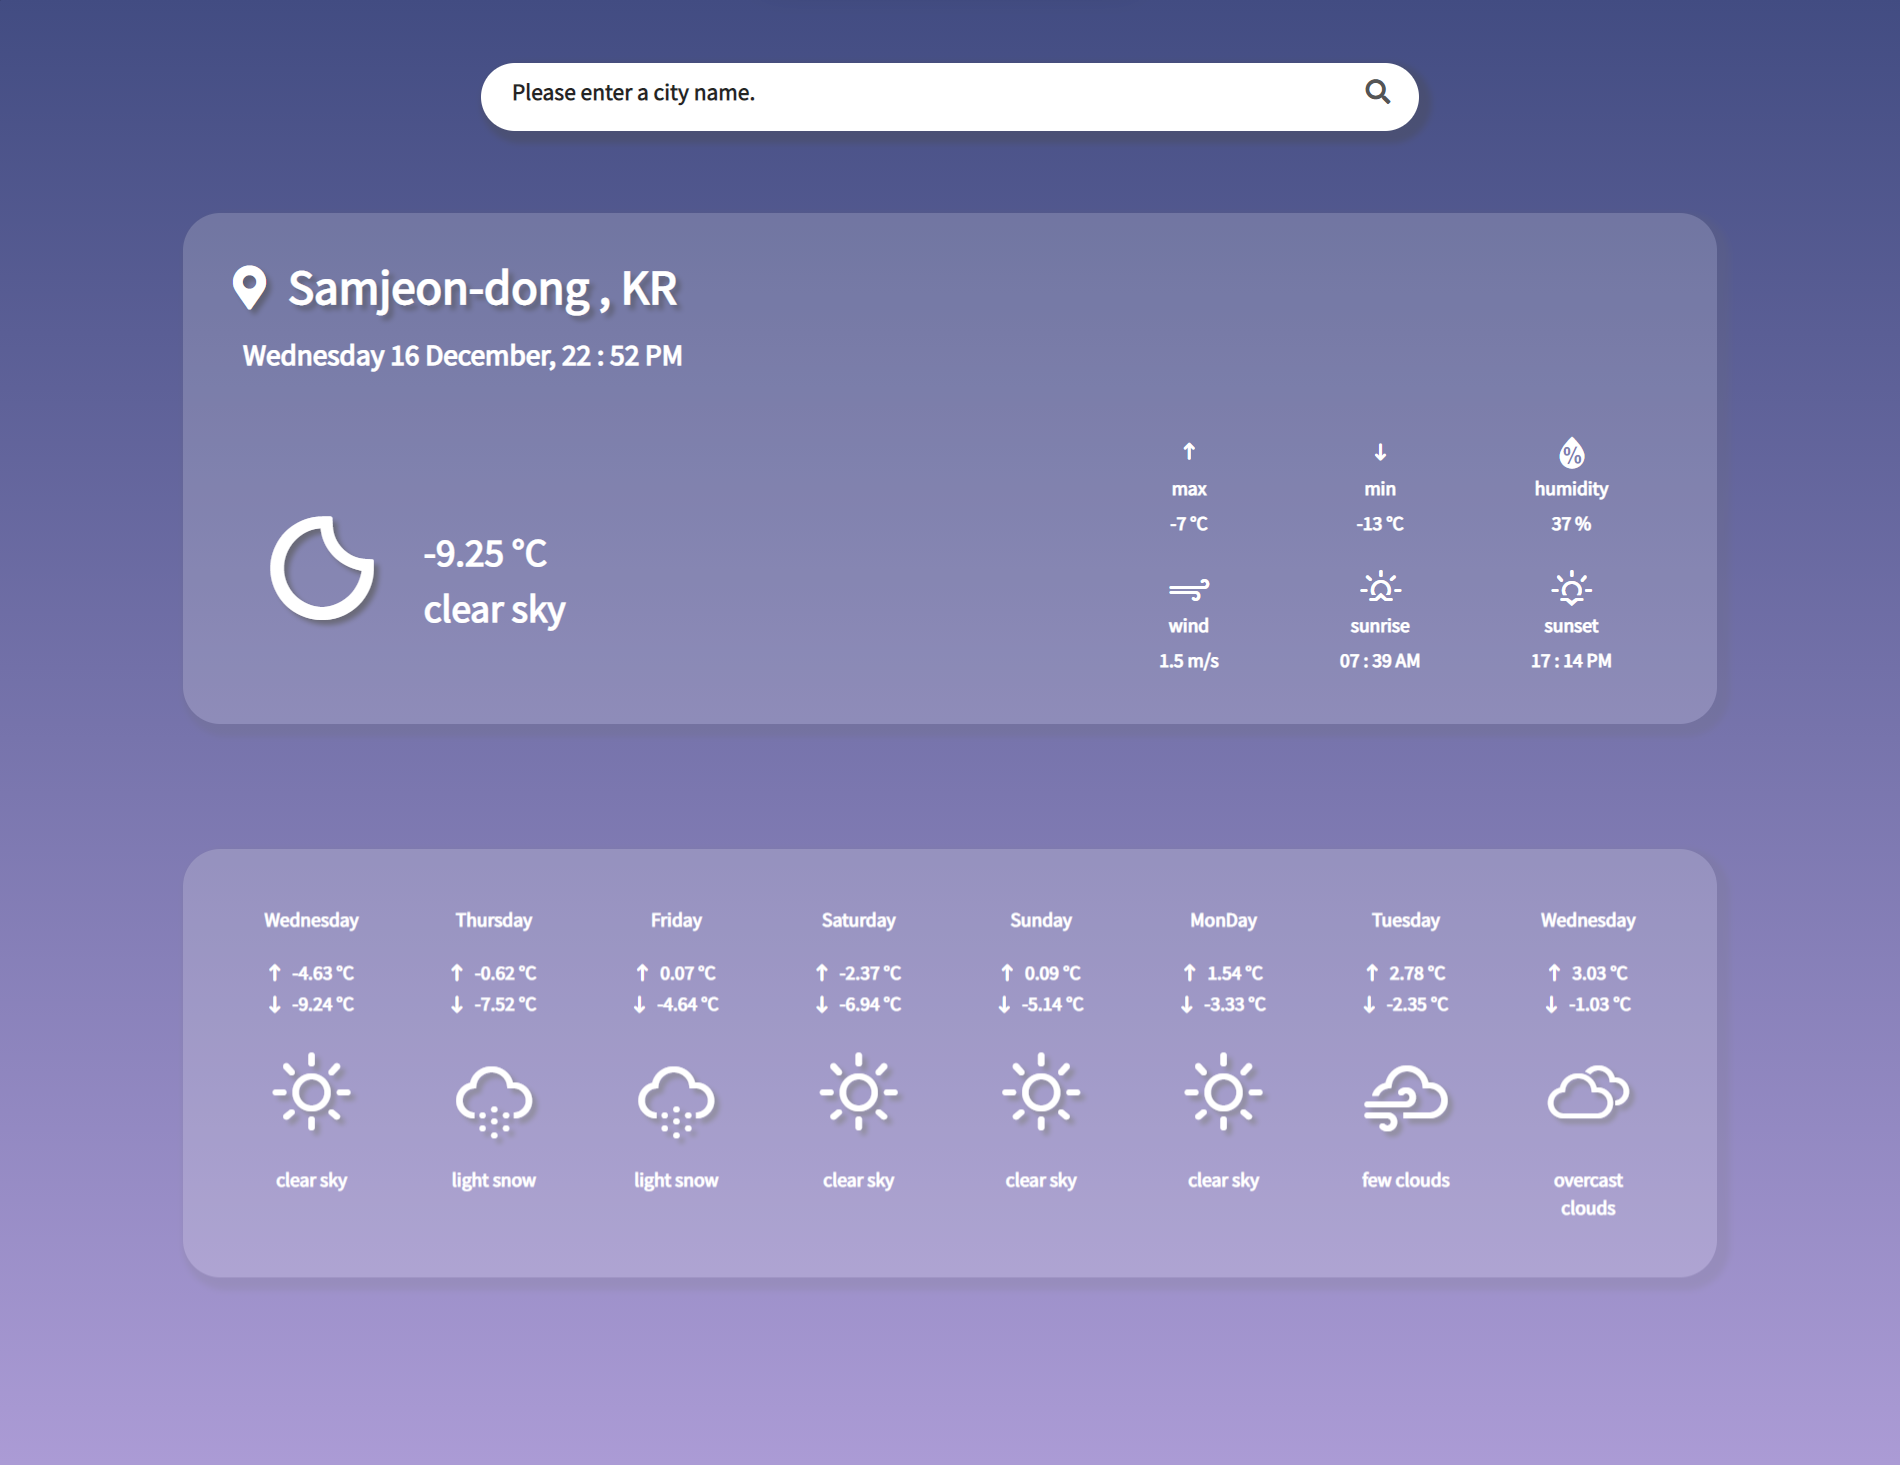 Please enter a city name.
Samjeon-dong , KR
Wednesday 16 December, 22 : 52 PM
-9.25 °C
clear sky
max
-7 °C
min
-13 °C
%
humidity
37 %
wind
1.5 m/s
sunrise
07 : 39 AM
sunset
17 : 14 PM
Wednesday
↑ -4.63 °C
↓ -9.24 °C
clear sky
Thursday
↑ -0.62 °C
↓ -7.52 °C
light snow
Friday
↑ 0.07 °C
↓ -4.64 °C
light snow
Saturday
↑ -2.37 °C
↓ -6.94 °C
clear sky
Sunday
↑ 0.09 °C
↓ -5.14 °C
clear sky
MonDay
↑ 1.54 °C
↓ -3.33 °C
clear sky
Tuesday
↑ 2.78 °C
↓ -2.35 °C
few clouds
Wednesday
↑ 3.03 °C
↓ -1.03 °C
overcast
clouds